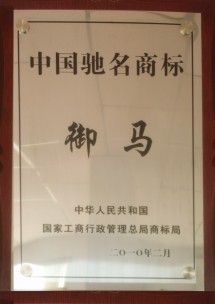 中国驰名商标
御马
中华人民共和国
国家工商行政管理总局商标局
二〇一〇年二月